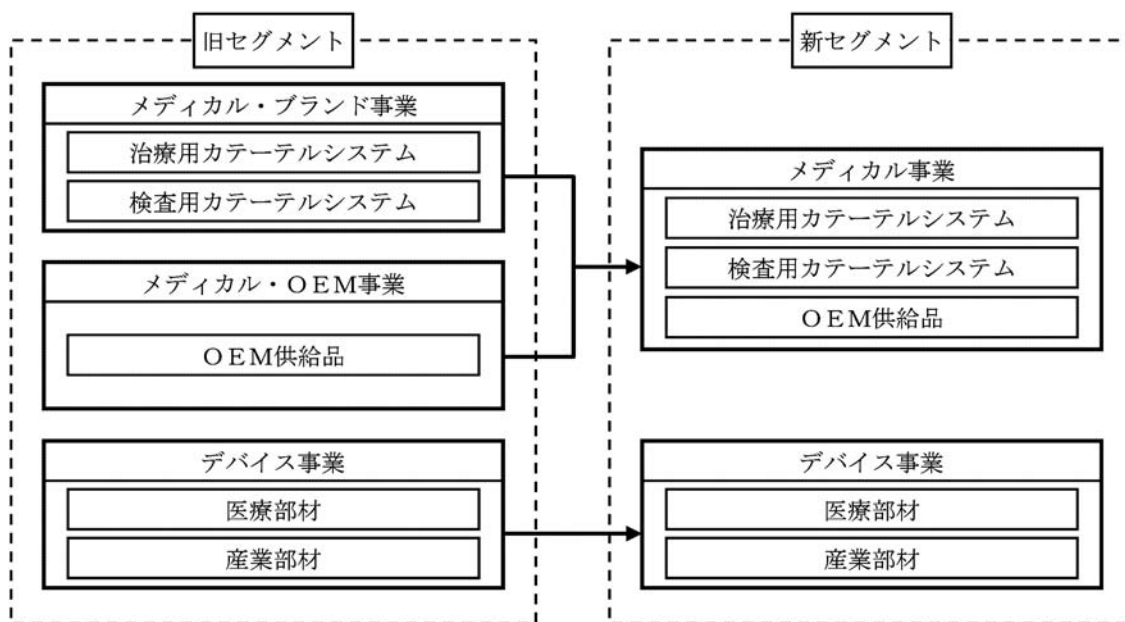 旧セグメント
メディカル・ブランド事業
治療用カテーテルシステム
検査用カテーテルシステム
メディカル・ＯＥＭ事業
ＯＥＭ供給品
デバイス事業
医療部材
産業部材
新セグメント
メディカル事業
治療用カテーテルシステム
検査用カテーテルシステム
ＯＥＭ供給品
デバイス事業
医療部材
産業部材